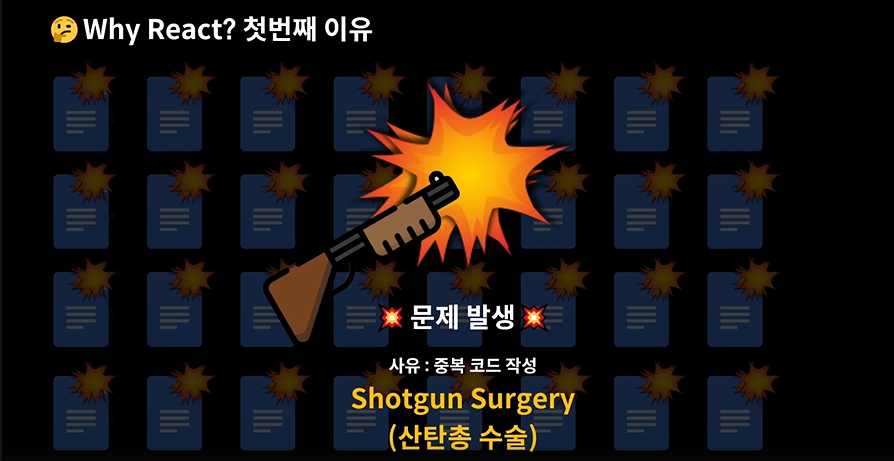 🤔 Why React? 첫번째 이유
💥 문제 발생 💥
사유 : 중복 코드 작성
Shotgun Surgery
(산탄총 수술)